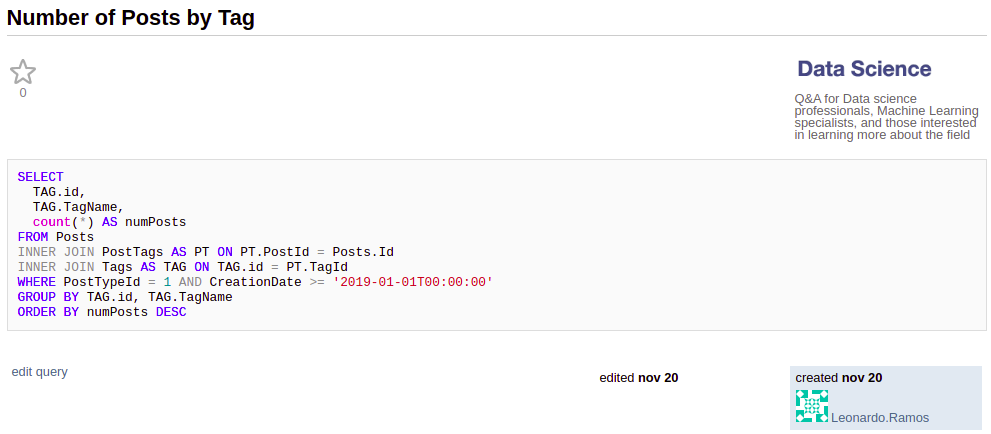 Number of Posts by Tag
0
Data Science
Q&A for Data science
professionals, Machine Learning
specialists, and those interested
in learning more about the field
SELECT
  TAG.id,
  TAG.TagName,
  count(*) AS numPosts
FROM Posts
INNER JOIN PostTags AS PT ON PT.PostId = Posts.Id
INNER JOIN Tags AS TAG ON TAG.id = PT.TagId
WHERE PostTypeId = 1 AND CreationDate >= '2019-01-01T00:00:00'
GROUP BY TAG.id, TAG.TagName
ORDER BY numPosts DESC
edit query
edited nov 20
created nov 20
Leonardo.Ramos